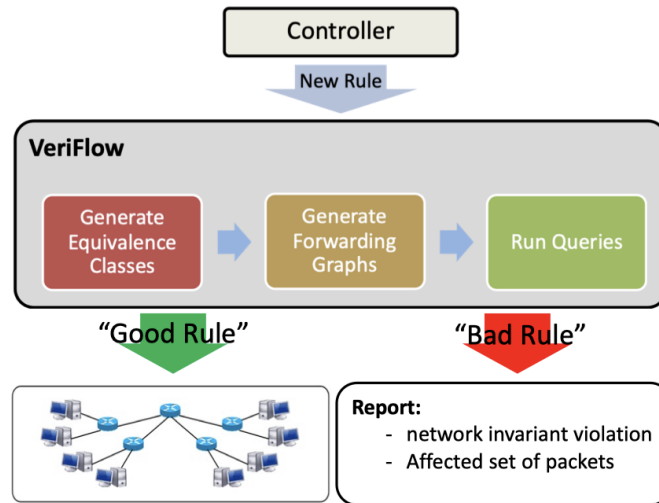 Controller
New Rule
VeriFlow
Generate
Equivalence
Classes
Generate
Forwarding
Graphs
Run Queries
“Good Rule”
“Bad Rule”
Report:
- network invariant violation
- Affected set of packets